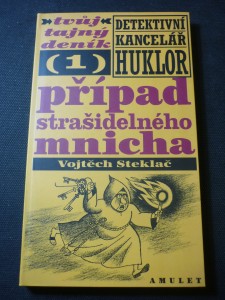 »tvůj
tajný
deník
(1)
DETEKTIVNÍ
KANCELÁŘ
HUKLOR
případ
strašidelného
mnicha
Vojtěch Steklač
AMULET